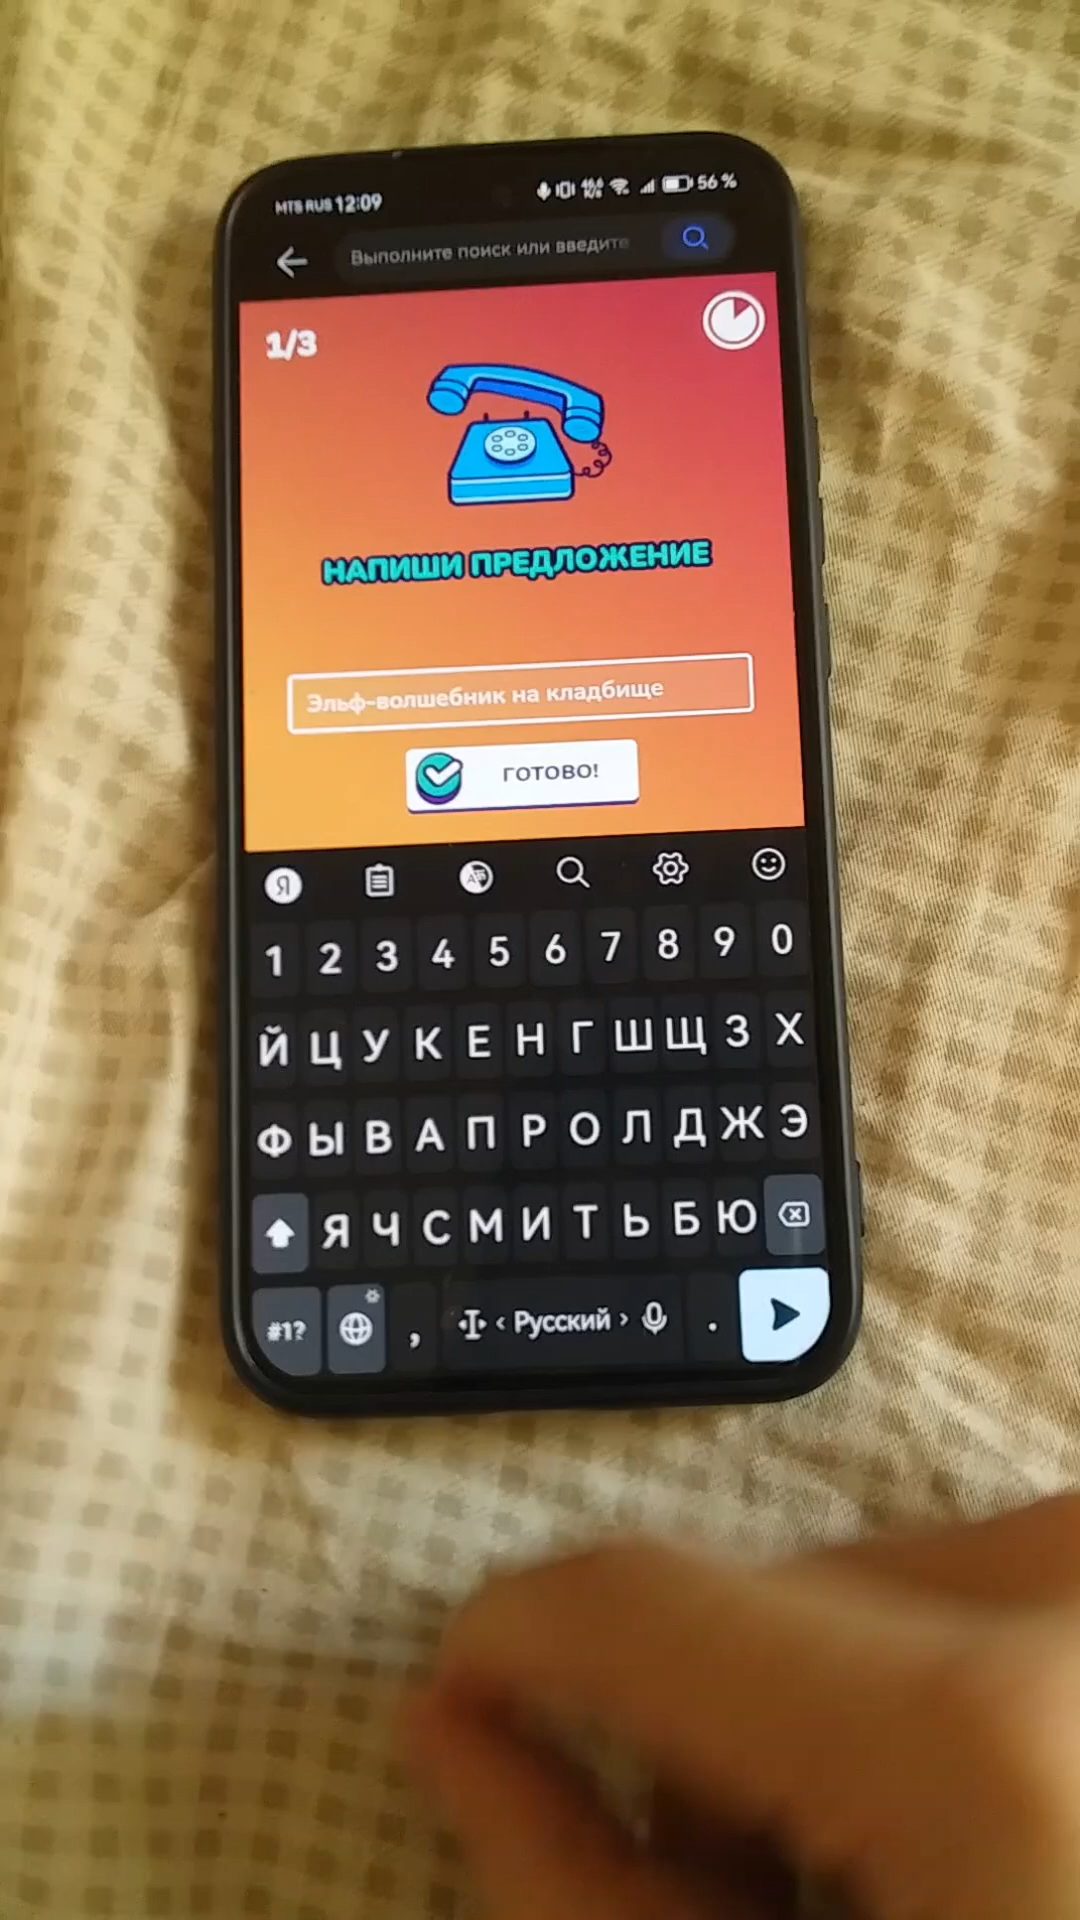 MTS RUS 12:09
56 %
Выполните поиск или введите
1/3
НАПИШИ ПРЕДЛОЖЕНИЕ
Эльф-волшебник на кладбище
ГОТОВО!
Я
1 2 3 4 5 6 7 8 9 0
Й Ц У К Е Н Г Ш Щ З Х
Ф Ы В А П Р О Л Д Ж Э
Я Ч С М И Т Ь Б Ю
#1? , < Русский > .